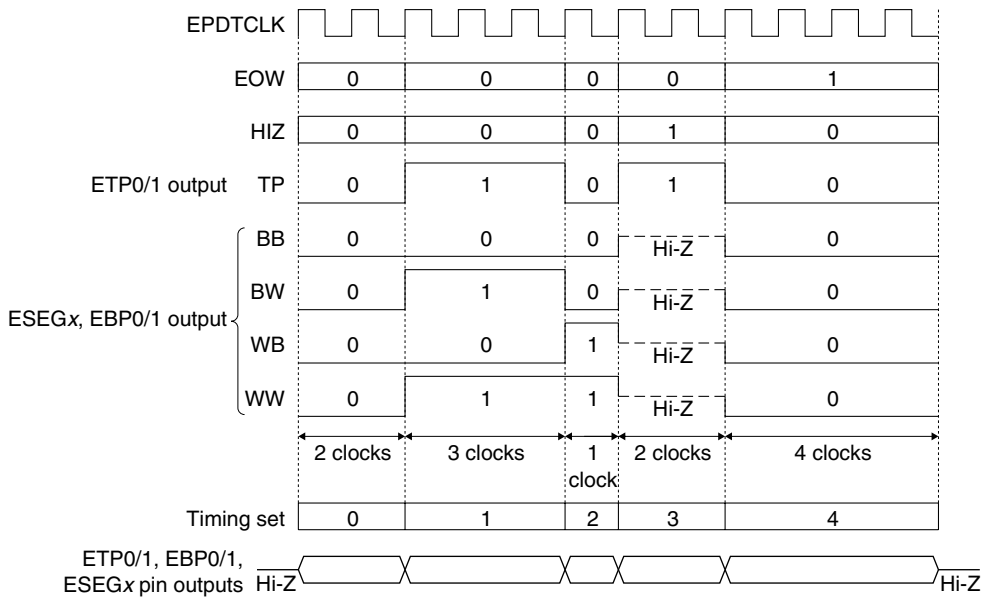 EPDTCLK
EOW 0 0 0 0 1
HIZ 0 0 0 1 0
ETP0/1 output TP 0 1 0 1 0
BB 0 0 0 Hi-Z 0
BW 0 1 0 Hi-Z 0
ESEGx, EBP0/1 output
WB 0 0 1 Hi-Z 0
WW 0 1 1 Hi-Z 0
2 clocks 3 clocks 1 clock 2 clocks 4 clocks
Timing set 0 1 2 3 4
ETP0/1, EBP0/1,
ESEGx pin outputs Hi-Z Hi-Z